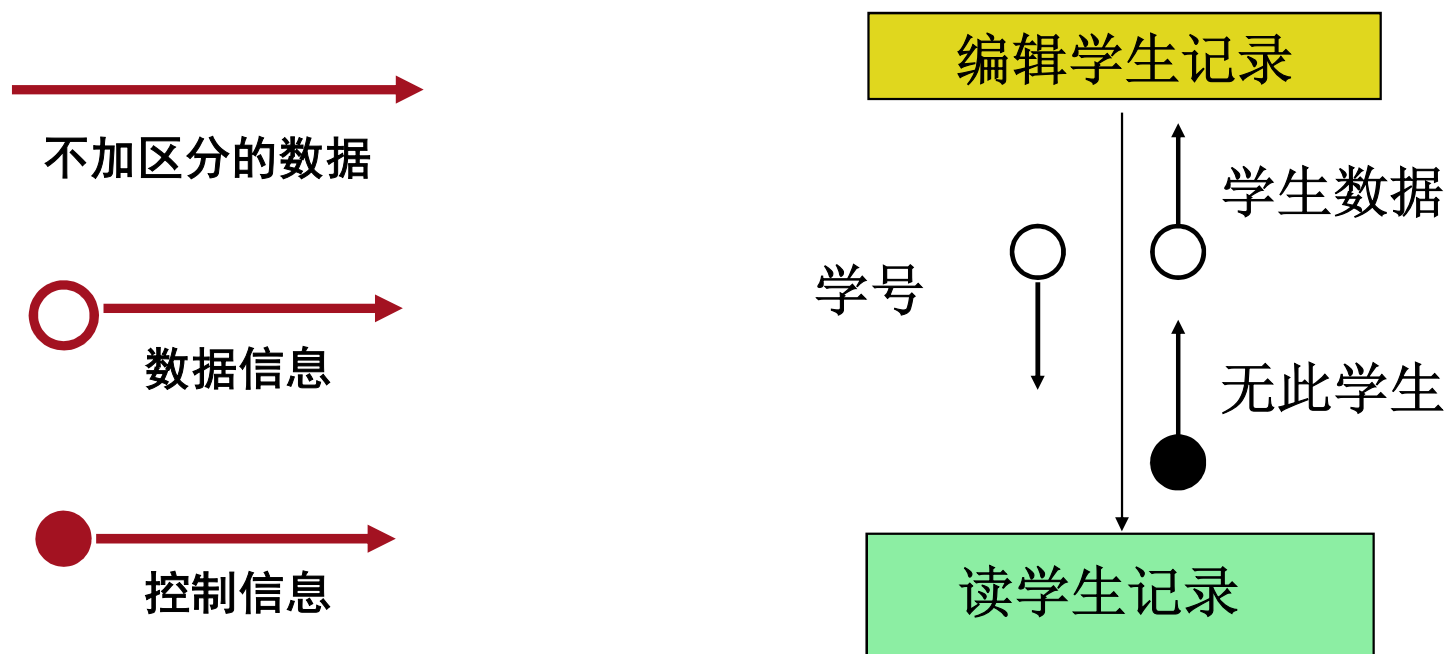 不加区分的数据
数据信息
控制信息
编辑学生记录
学生数据
学号
无此学生
读学生记录